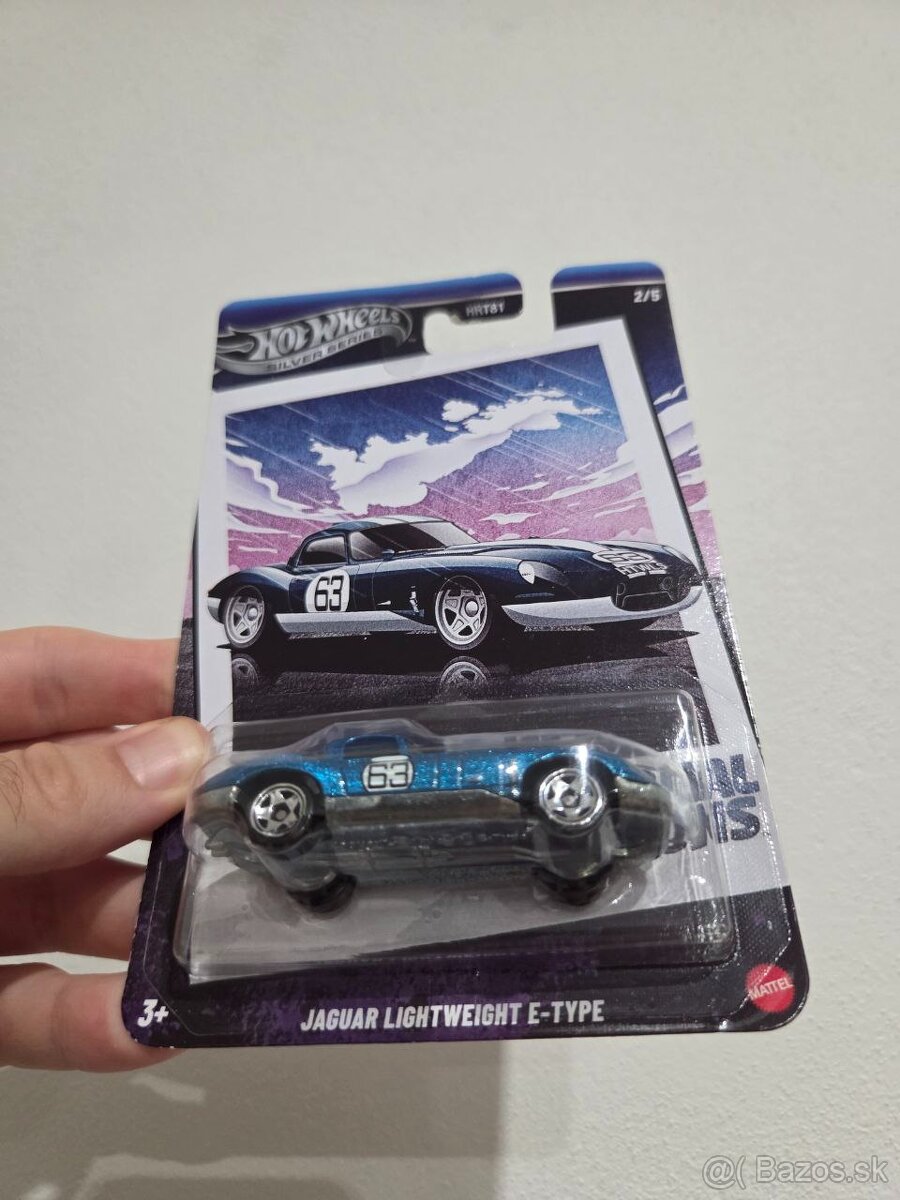 HOT WHEELS
SILVER SERIES
HRT81
2/5
63
63
3+
JAGUAR LIGHTWEIGHT E-TYPE
MATTEL
@( Bazos.sk